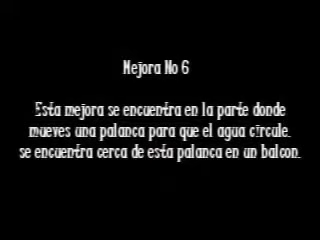 Mejora No 6
Esta mejora se encuentra en la parte donde
mueves una palanca para que el agua circule.
se encuentra cerca de esta palanca en un balcon.